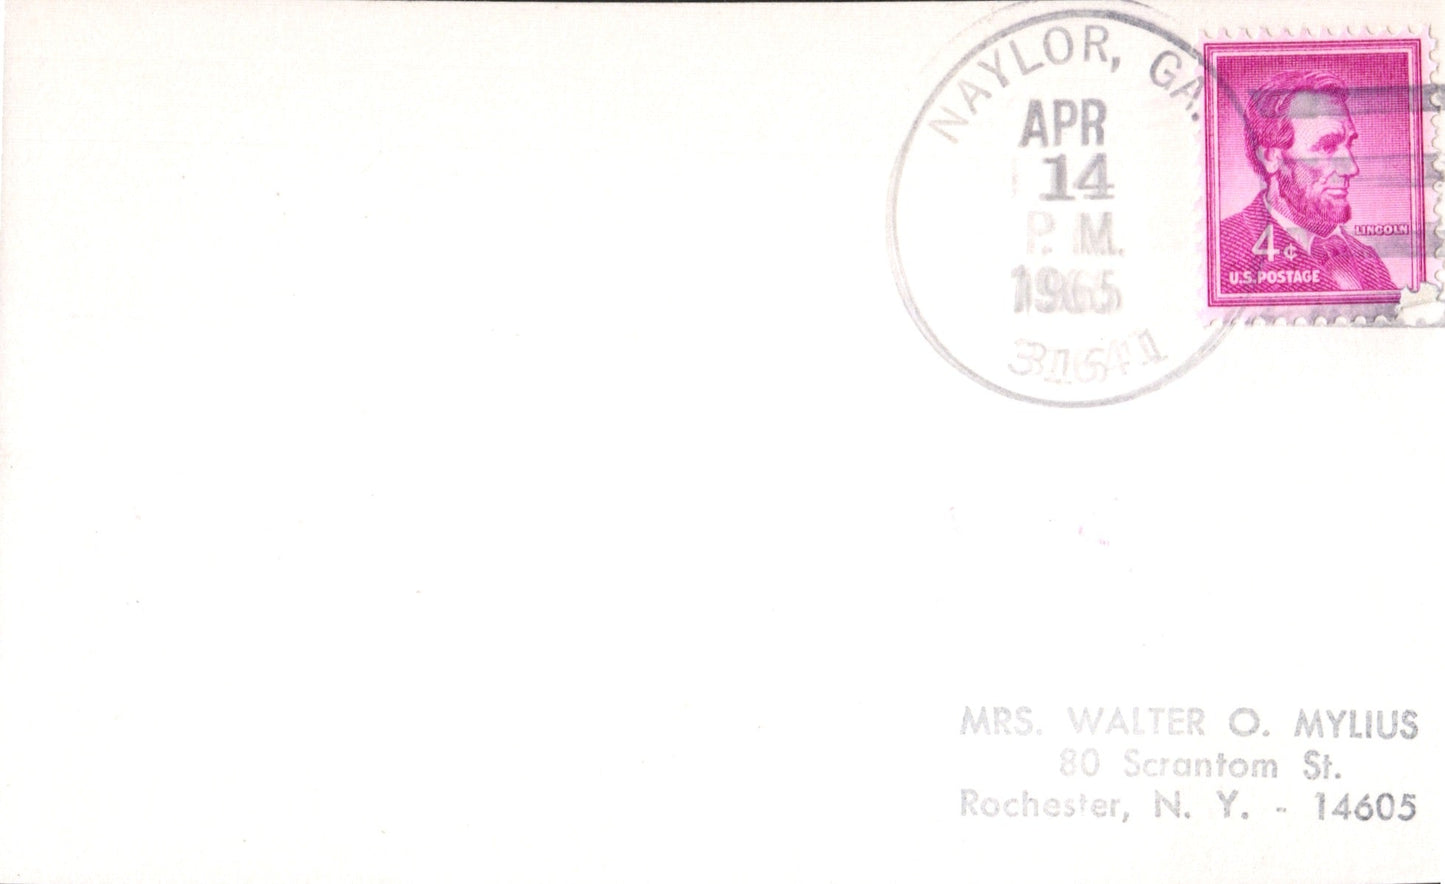 NAYLOR, GA.
APR
14
P. M.
1965
31641
LINCOLN
4¢
U.S. POSTAGE
MRS. WALTER O. MYLIUS
80 Scrantom St.
Rochester, N. Y. - 14605